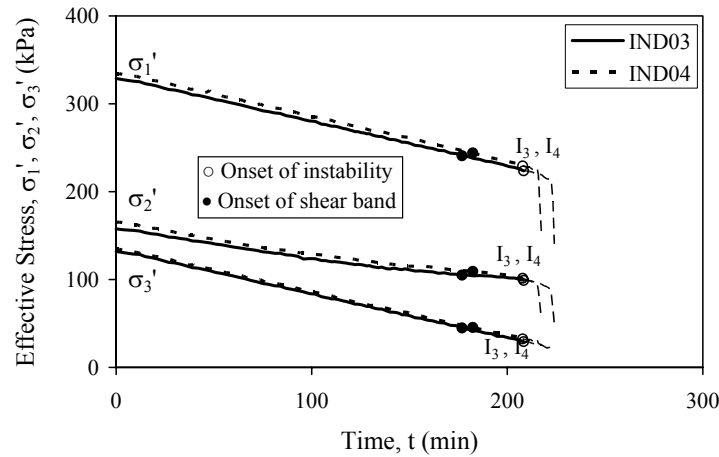 Effective Stress, σ1', σ2', σ3' (kPa)
400
300
200
100
0
0
100
200
300
Time, t (min)
IND03
IND04
σ1'
σ2'
σ3'
Onset of instability
Onset of shear band
I3 , I4
I3 , I4
I3 , I4